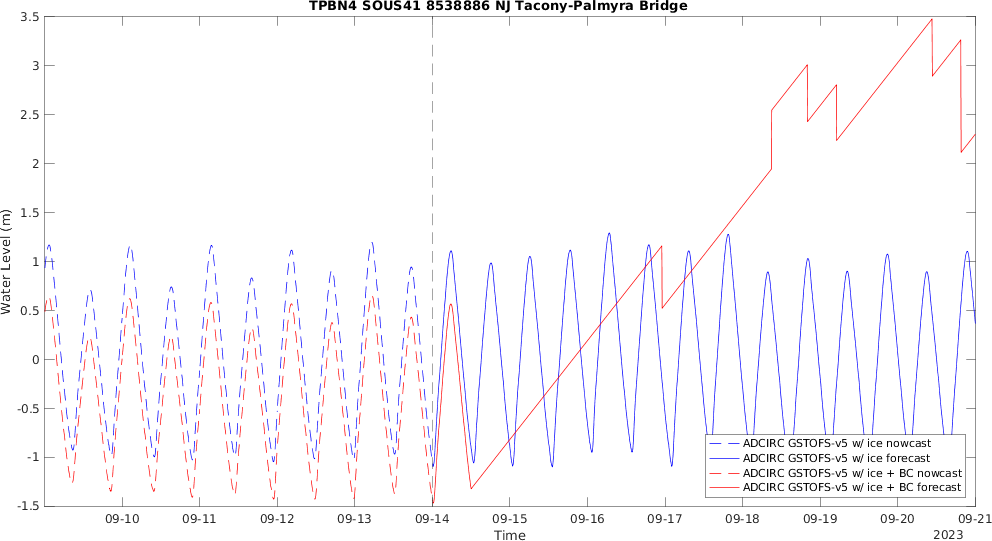 TPBN4 SOUS41 8538886 NJ Tacony-Palmyra Bridge
Water Level (m)
3.5
3
2.5
2
1.5
1
0.5
0
-0.5
-1
-1.5
ADCIRC GSTOFS-v5 w/ ice nowcast
ADCIRC GSTOFS-v5 w/ ice forecast
ADCIRC GSTOFS-v5 w/ ice + BC nowcast
ADCIRC GSTOFS-v5 w/ ice + BC forecast
09-10 09-11 09-12 09-13 09-14 09-15 09-16 09-17 09-18 09-19 09-20 09-21
Time
2023